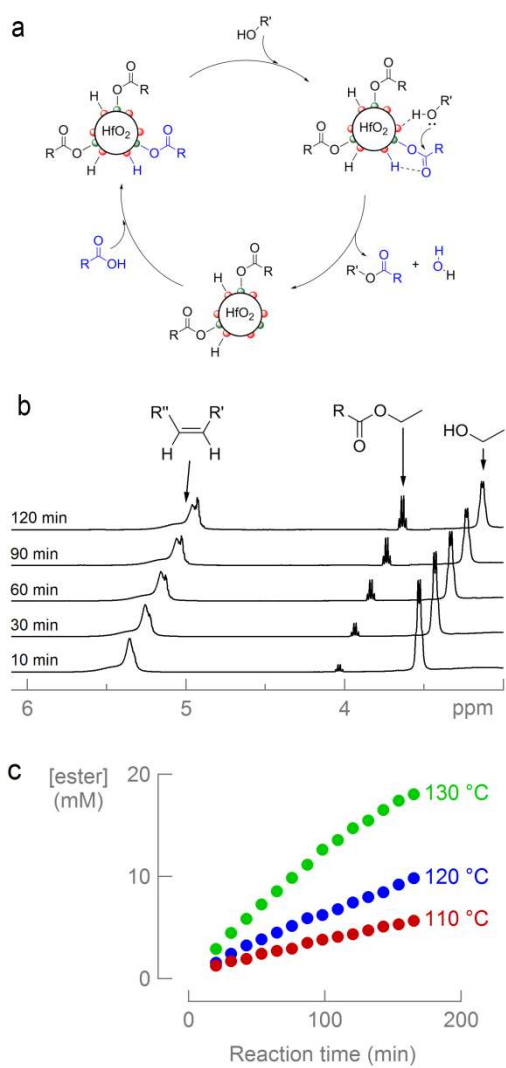 a
HO R'
O
R O
H
HfO₂
O
R O
H
O R
O
H
O
R O
H
HfO₂
O
R O
H
H O R'
O R
H O
O
R OH
O
R O
H
HfO₂
O
R O
H
O
R' O R
+
H O H
b
R" R'
H H
R O
O
HO
120 min
90 min
60 min
30 min
10 min
6 5 4 ppm
c
[ester]
(mM)
20
10
0
130 °C
120 °C
110 °C
0 100 200
Reaction time (min)